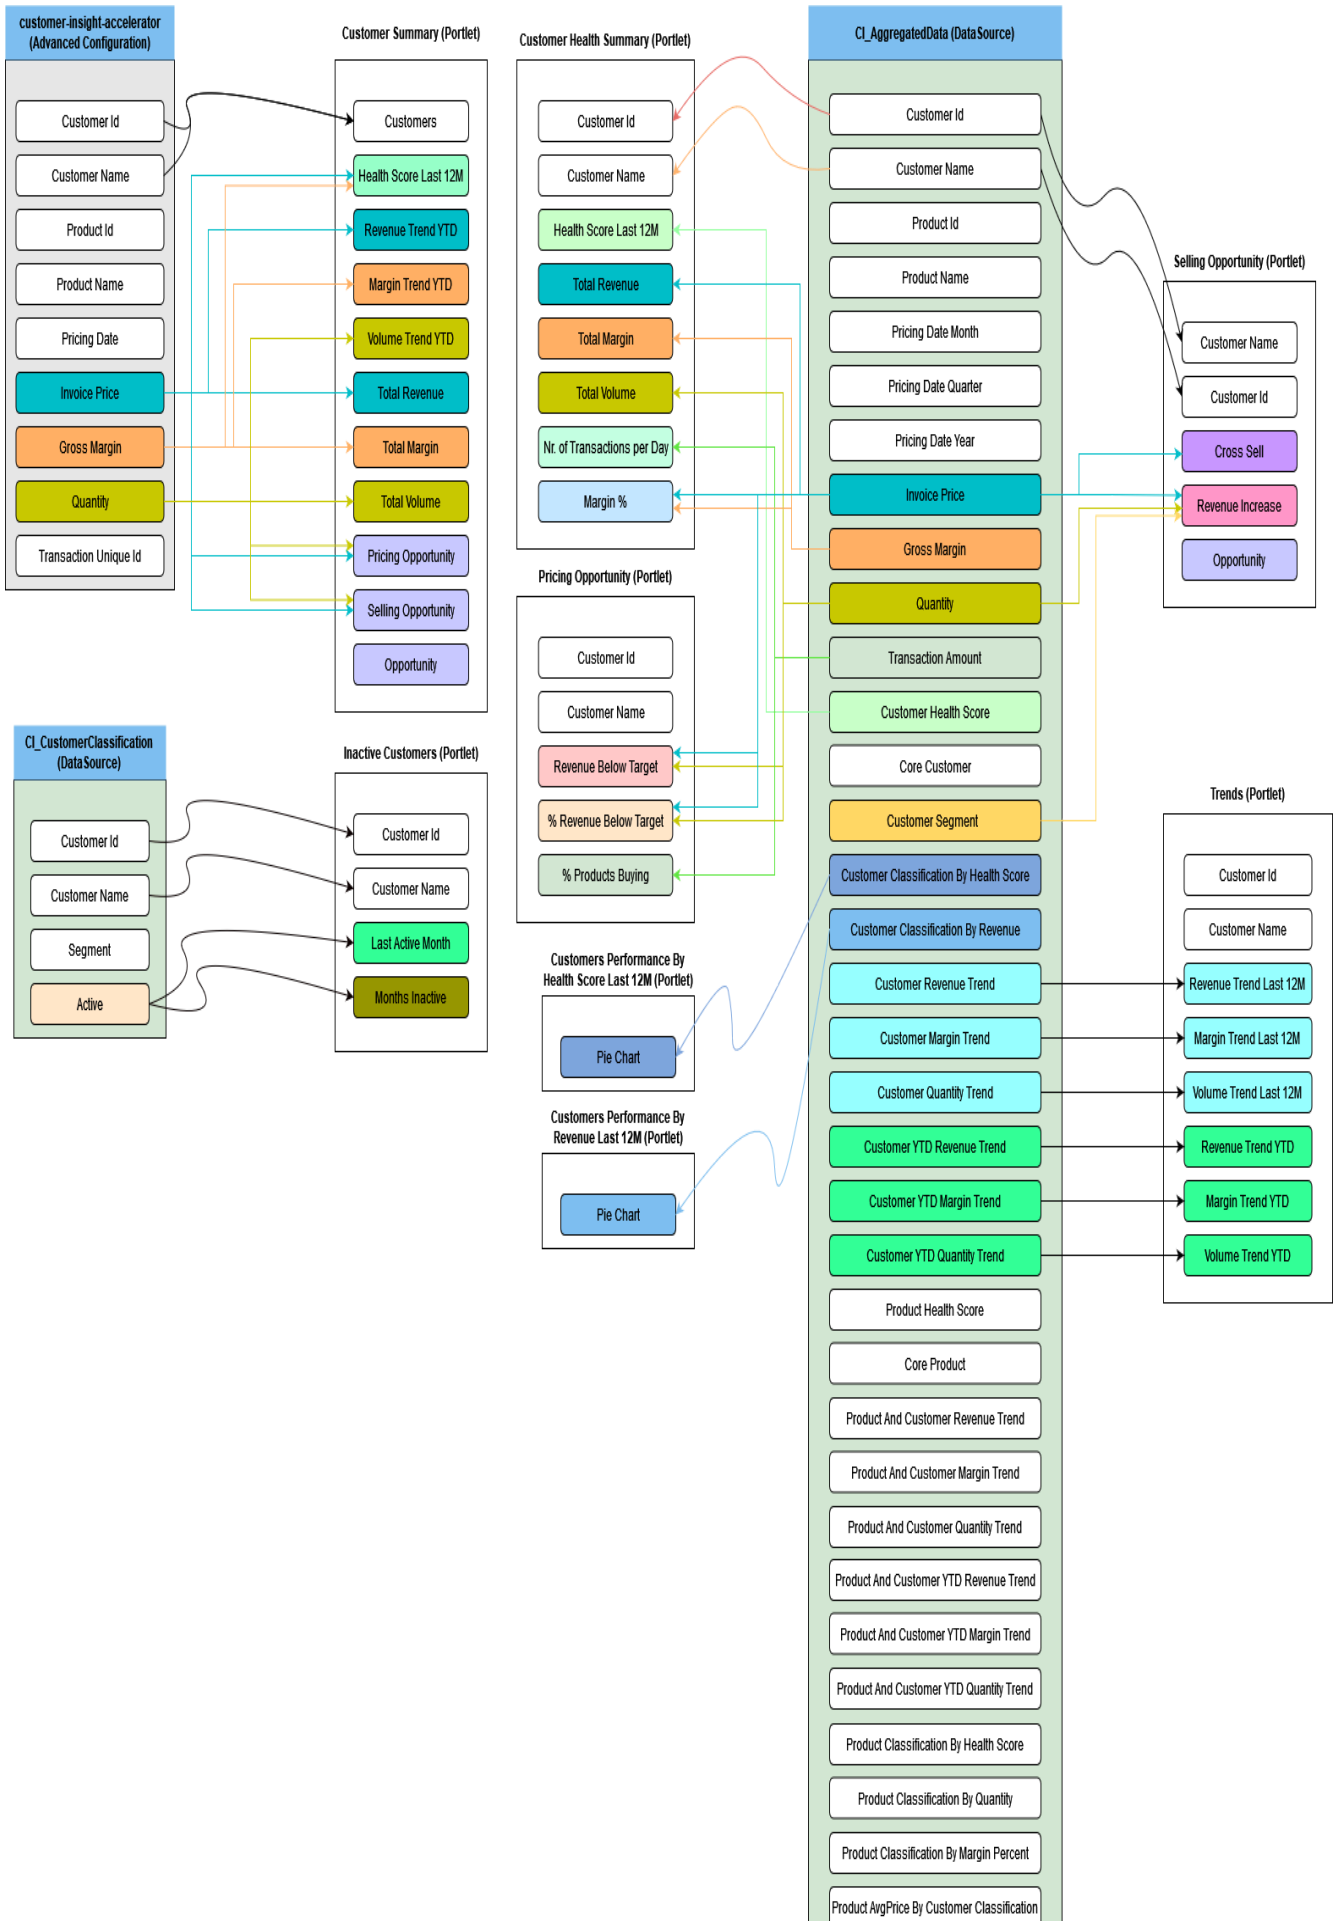 customer-insight-accelerator
(Advanced Configuration)
Customer Id
Customer Name
Product Id
Product Name
Pricing Date
Invoice Price
Gross Margin
Quantity
Transaction Unique Id
Customer Summary (Portlet)
Customers
Health Score Last 12M
Revenue Trend YTD
Margin Trend YTD
Volume Trend YTD
Total Revenue
Total Margin
Total Volume
Pricing Opportunity
Selling Opportunity
Opportunity
Customer Health Summary (Portlet)
Customer Id
Customer Name
Health Score Last 12M
Total Revenue
Total Margin
Total Volume
Nr. of Transactions per Day
Margin %
Pricing Opportunity (Portlet)
Customer Id
Customer Name
Revenue Below Target
% Revenue Below Target
% Products Buying
CI_CustomerClassification
(DataSource)
Customer Id
Customer Name
Segment
Active
Inactive Customers (Portlet)
Customer Id
Customer Name
Last Active Month
Months Inactive
Customers Performance By
Health Score Last 12M (Portlet)
Pie Chart
Customers Performance By
Revenue Last 12M (Portlet)
Pie Chart
CI_AggregatedData (DataSource)
Customer Id
Customer Name
Product Id
Product Name
Pricing Date Month
Pricing Date Quarter
Pricing Date Year
Invoice Price
Gross Margin
Quantity
Transaction Amount
Customer Health Score
Core Customer
Customer Segment
Customer Classification By Health Score
Customer Classification By Revenue
Customer Revenue Trend
Customer Margin Trend
Customer Quantity Trend
Customer YTD Revenue Trend
Customer YTD Margin Trend
Customer YTD Quantity Trend
Product Health Score
Core Product
Product And Customer Revenue Trend
Product And Customer Margin Trend
Product And Customer Quantity Trend
Product And Customer YTD Revenue Trend
Product And Customer YTD Margin Trend
Product And Customer YTD Quantity Trend
Product Classification By Health Score
Product Classification By Quantity
Product Classification By Margin Percent
Product AvgPrice By Customer Classification
Selling Opportunity (Portlet)
Customer Name
Customer Id
Cross Sell
Revenue Increase
Opportunity
Trends (Portlet)
Customer Id
Customer Name
Revenue Trend Last 12M
Margin Trend Last 12M
Volume Trend Last 12M
Revenue Trend YTD
Margin Trend YTD
Volume Trend YTD